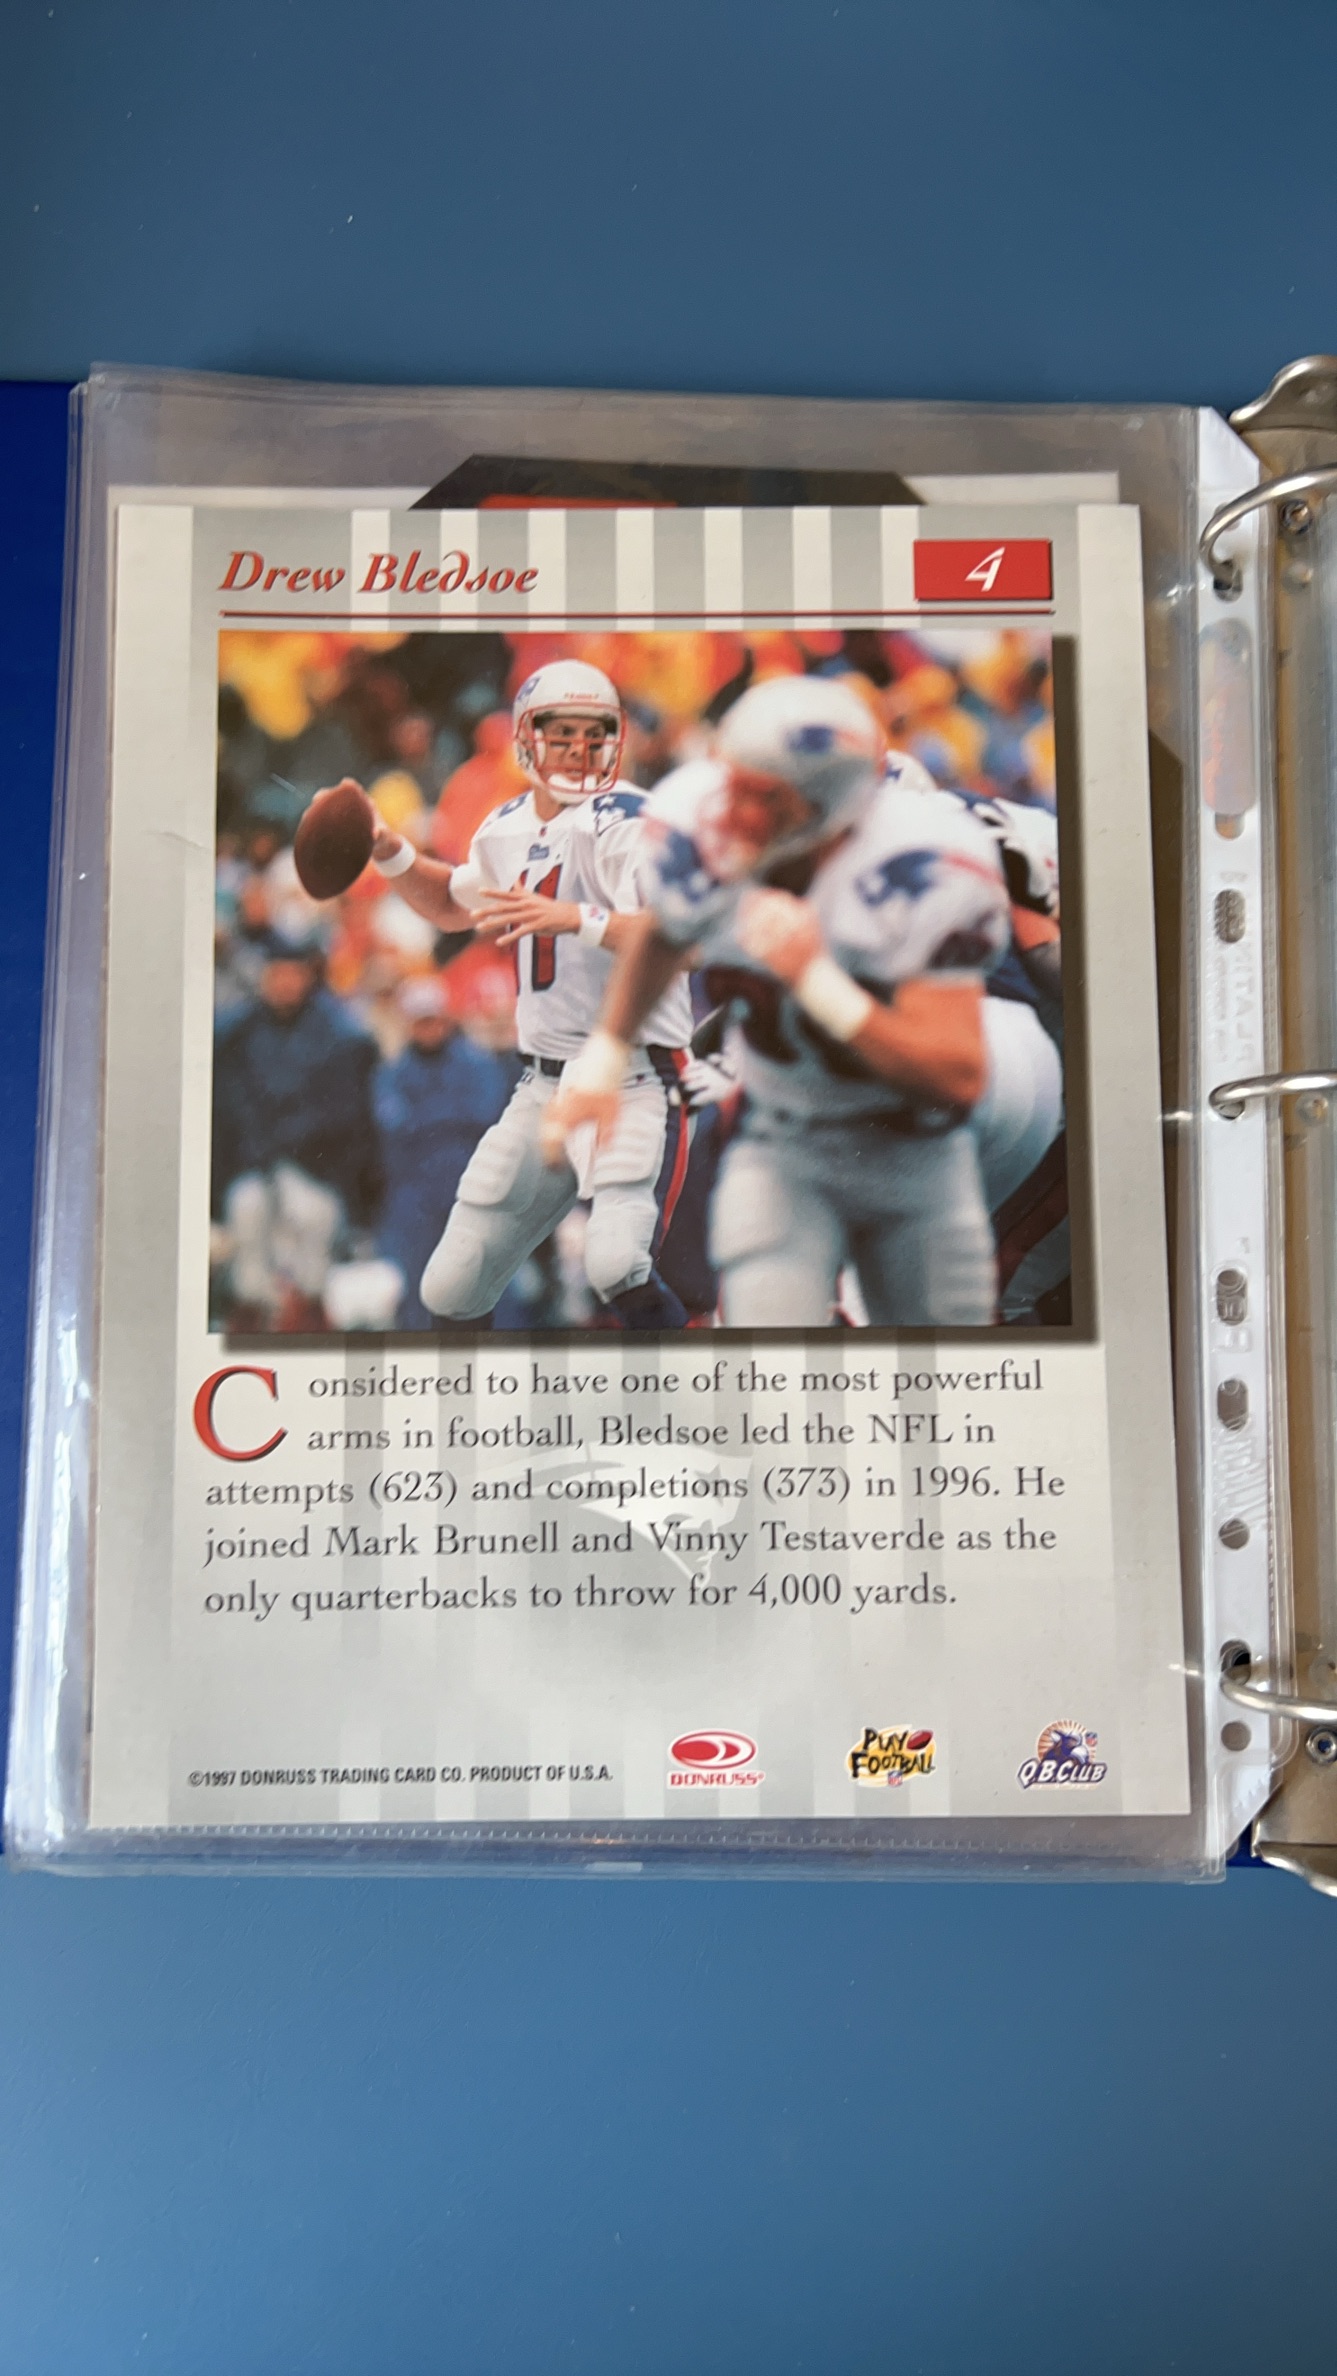 Drew Bledsoe
4
11
Considered to have one of the most powerful
arms in football, Bledsoe led the NFL in
attempts (623) and completions (373) in 1996. He
joined Mark Brunell and Vinny Testaverde as the
only quarterbacks to throw for 4,000 yards.
©1997 DONRUSS TRADING CARD CO. PRODUCT OF U.S.A.
DONRUSS®
PLAY
FOOTBALL
NFL
Q.B. CLUB